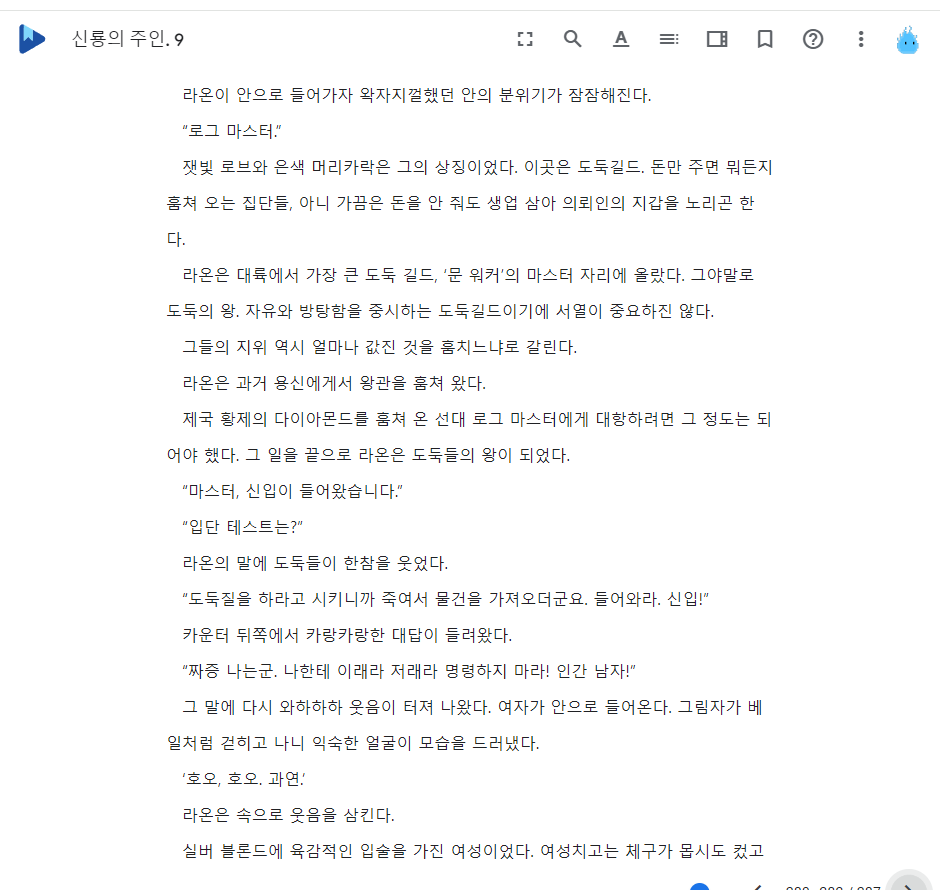 신룡의 주인. 9
라온이 안으로 들어가자 왁자지껄했던 안의 분위기가 잠잠해진다.
“로그 마스터.”
잿빛 로브와 은색 머리카락은 그의 상징이었다. 이곳은 도둑길드. 돈만 주면 뭐든지
훔쳐 오는 집단들, 아니 가끔은 돈을 안 줘도 생업 삼아 의뢰인의 지갑을 노리곤 한
다.
라온은 대륙에서 가장 큰 도둑 길드, ‘문 워커’의 마스터 자리에 올랐다. 그야말로
도둑의 왕. 자유와 방탕함을 중시하는 도둑길드이기에 서열이 중요하진 않다.
그들의 지위 역시 얼마나 값진 것을 훔치느냐로 갈린다.
라온은 과거 용신에게서 왕관을 훔쳐 왔다.
제국 황제의 다이아몬드를 훔쳐 온 선대 로그 마스터에게 대항하려면 그 정도는 되
어야 했다. 그 일을 끝으로 라온은 도둑들의 왕이 되었다.
“마스터, 신입이 들어왔습니다.”
“입단 테스트는?”
라온의 말에 도둑들이 한참을 웃었다.
“도둑질을 하라고 시키니까 죽여서 물건을 가져오더군요. 들어와라. 신입!”
카운터 뒤쪽에서 카랑카랑한 대답이 들려왔다.
“짜증 나는군. 나한테 이래라 저래라 명령하지 마라! 인간 남자!”
그 말에 다시 와하하하 웃음이 터져 나왔다. 여자가 안으로 들어온다. 그림자가 베
일처럼 걷히고 나니 익숙한 얼굴이 모습을 드러냈다.
‘호오, 호오. 과연.’
라온은 속으로 웃음을 삼킨다.
실버 블론드에 육감적인 입술을 가진 여성이었다. 여성치고는 체구가 몹시도 컸고